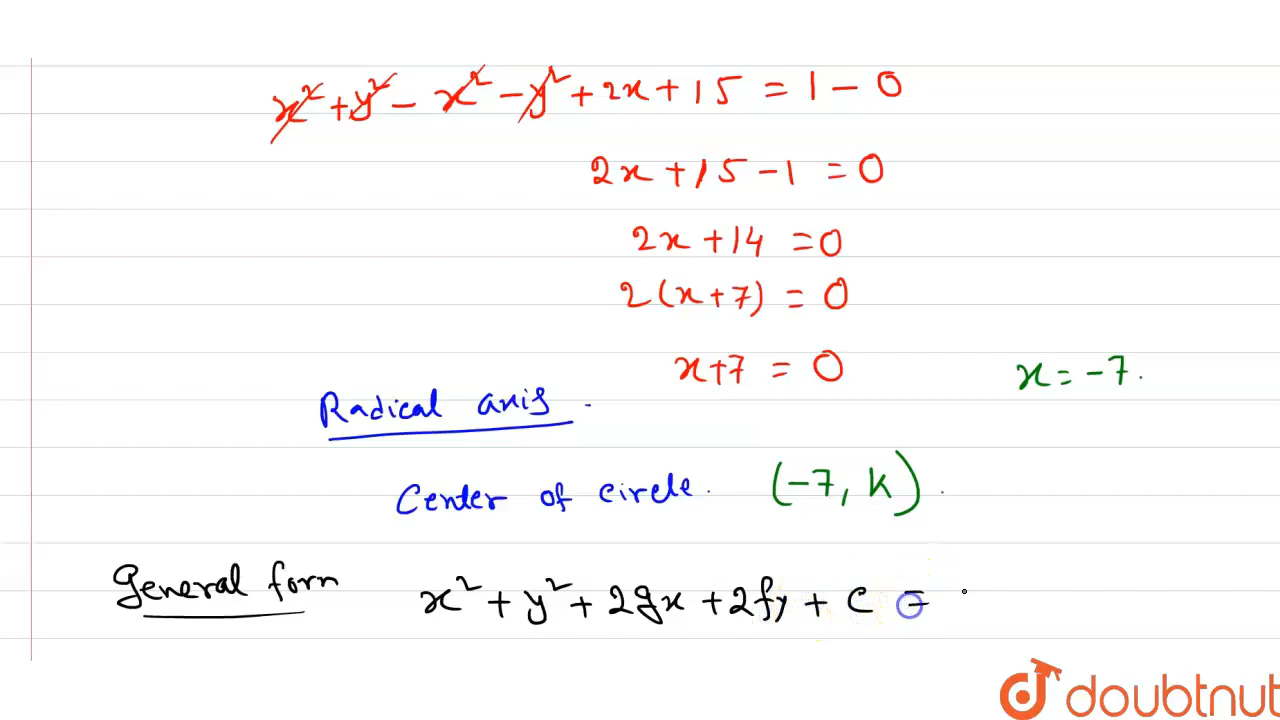 x² + y² - x² - y² + 2x + 15 = 1 - 0
2x + 15 - 1 = 0
2x + 14 = 0
2(x + 7) = 0
x + 7 = 0
x = -7.
Radical axis.
Center of circle. (-7, k).
General form x² + y² + 2gx + 2fy + c =
doubtnut